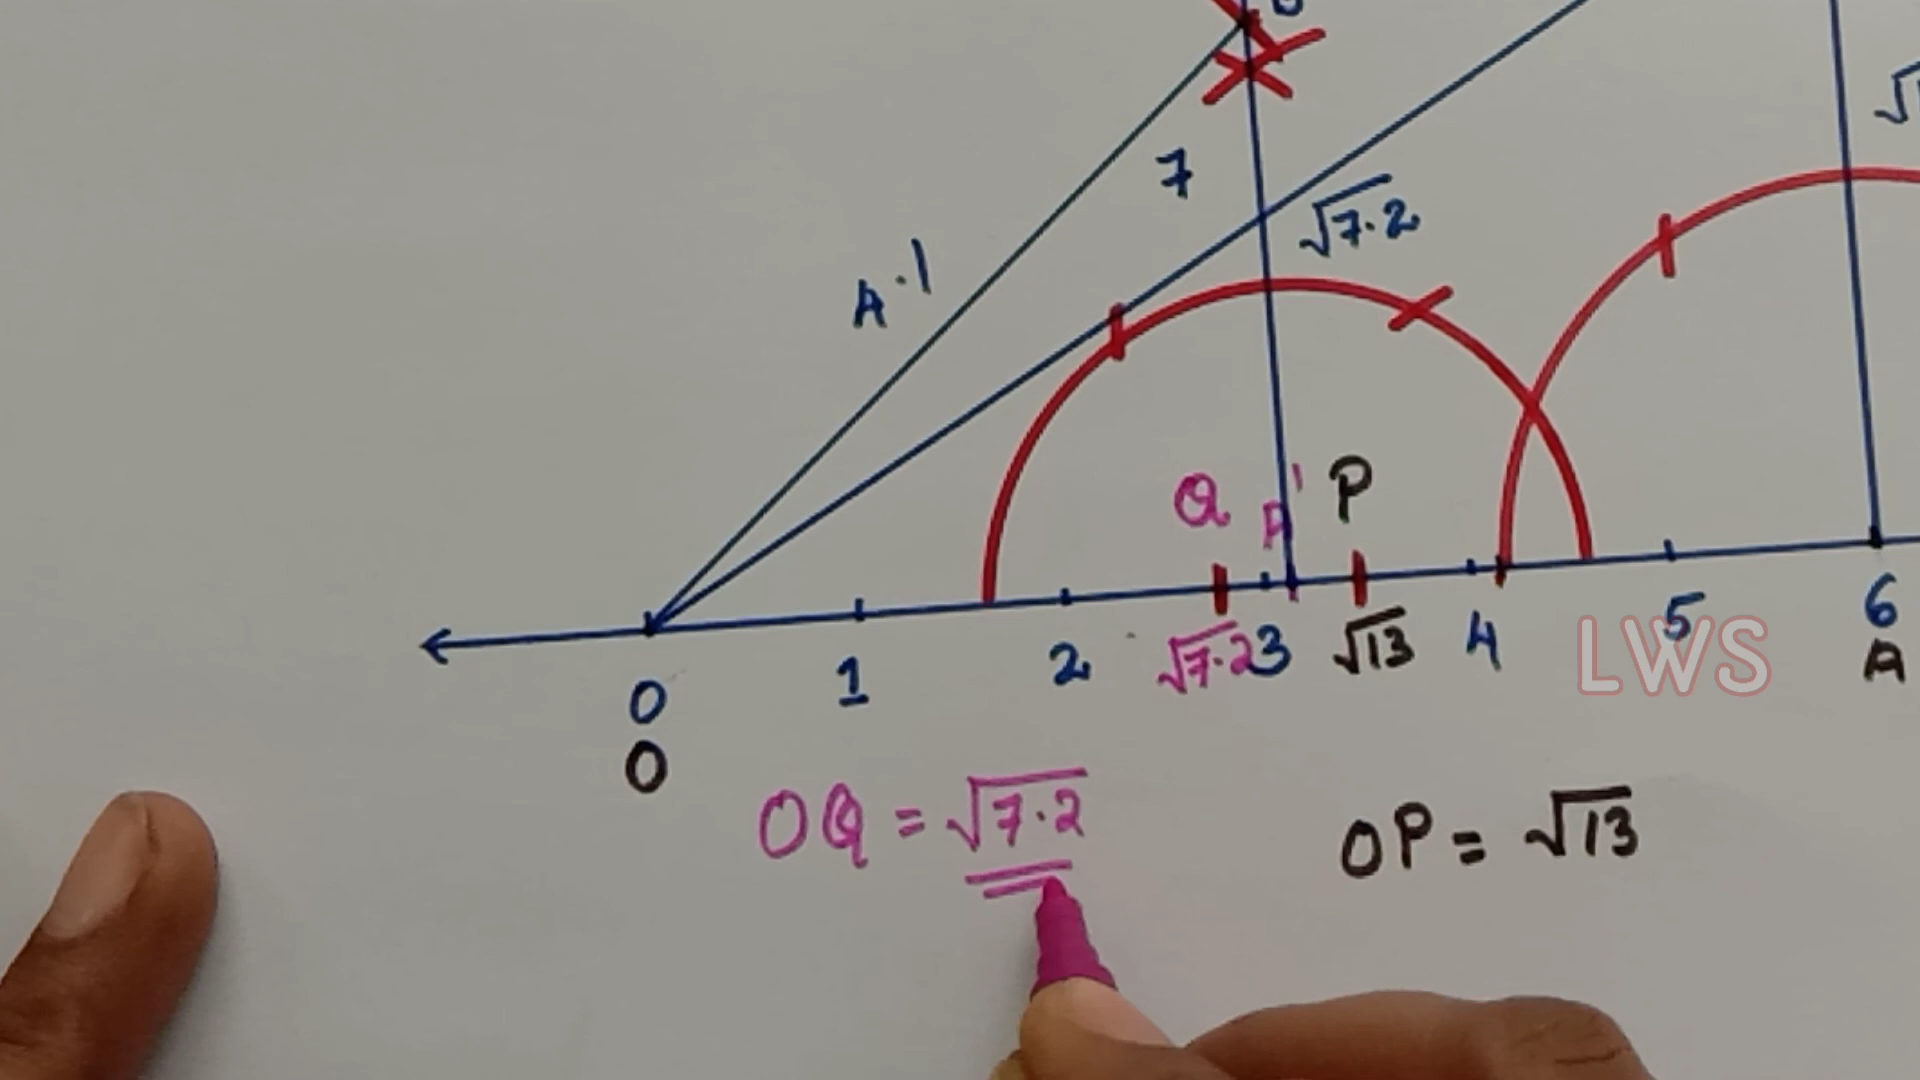 7
√7.2
4.1
Q P' P
0 1 2 √7.2 3 √13 4 5 6
O A
LWS
OQ = √7.2
OP = √13